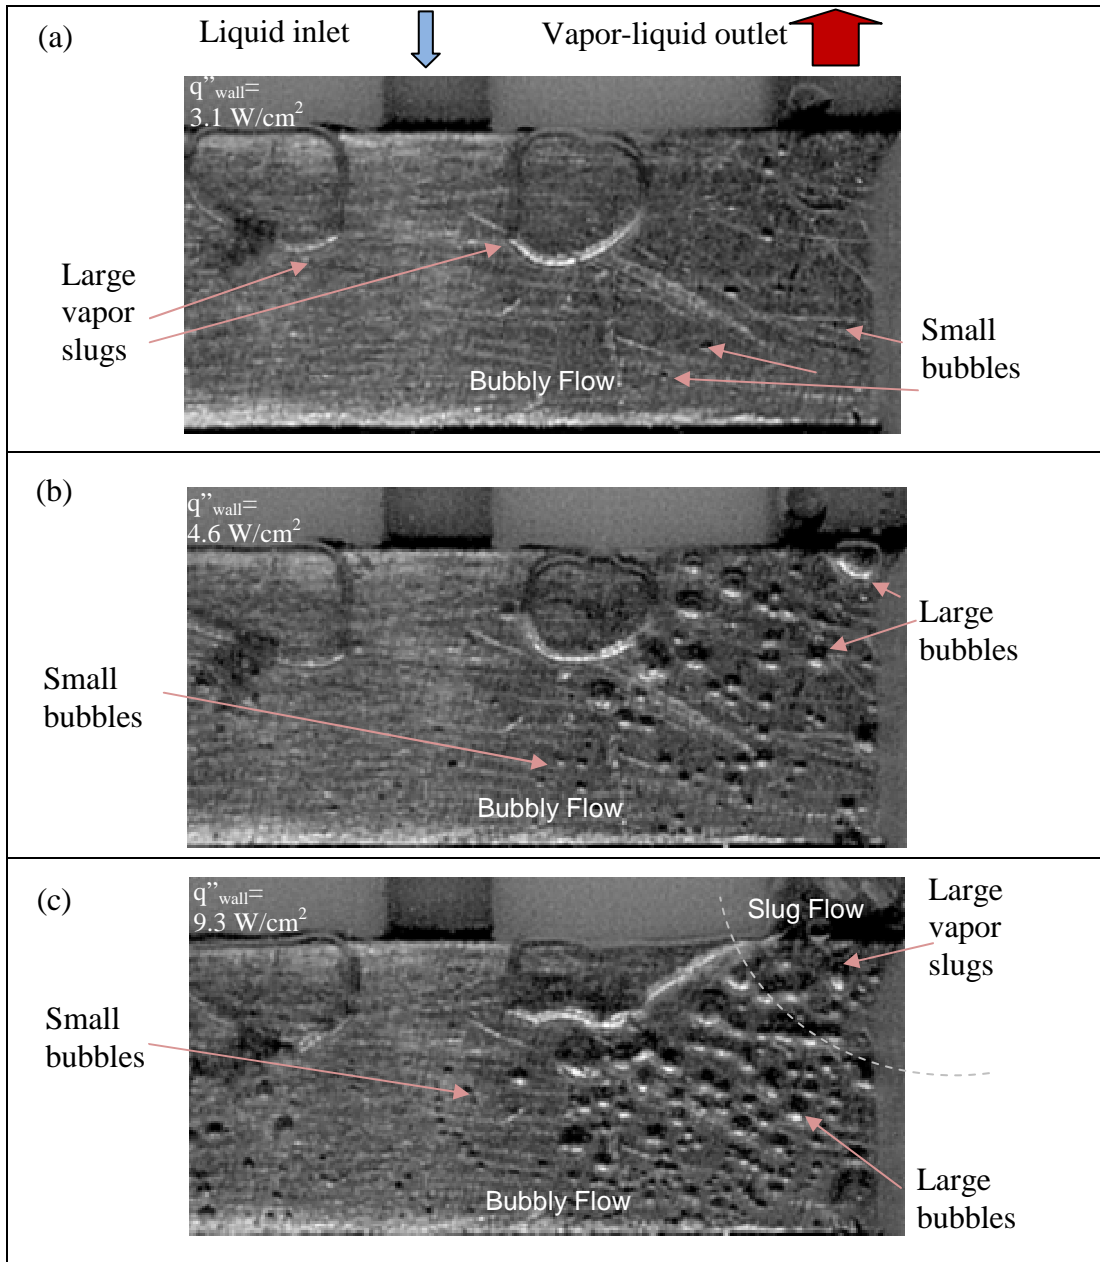 (a)
Liquid inlet
Vapor-liquid outlet
q”wall=
3.1 W/cm2
Large
vapor
slugs
Small
bubbles
Bubbly Flow
(b)
q”wall=
4.6 W/cm2
Large
bubbles
Small
bubbles
Bubbly Flow
(c)
q”wall=
9.3 W/cm2
Slug Flow
Large
vapor
slugs
Small
bubbles
Large
bubbles
Bubbly Flow